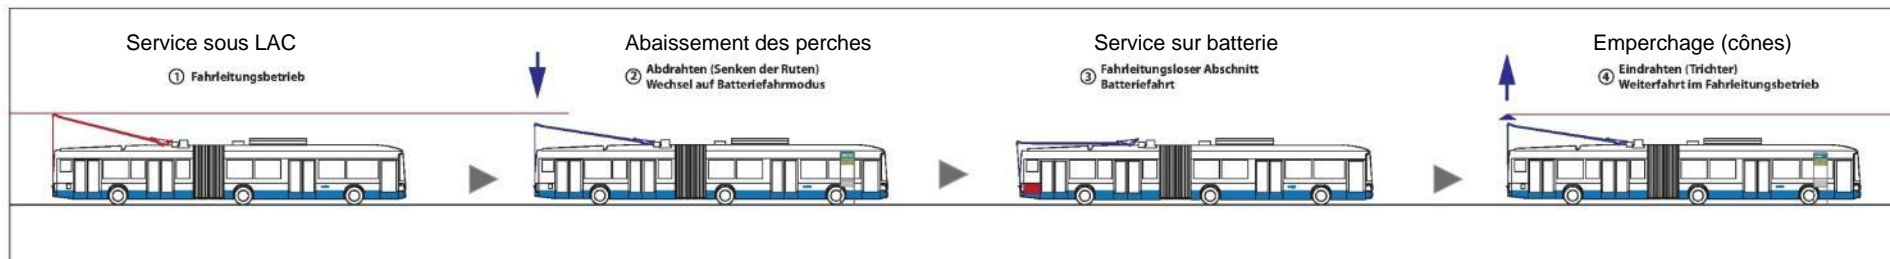 Service sous LAC
① Fahrleitungsbetrieb
Abaissement des perches
② Abdrahten (Senken der Ruten)
Wechsel auf Batteriefahrmodus
Service sur batterie
③ Fahrleitungsloser Abschnitt
Batteriefahrt
Emperchage (cônes)
④ Eindrahten (Trichter)
Weiterfahrt im Fahrleitungsbetrieb